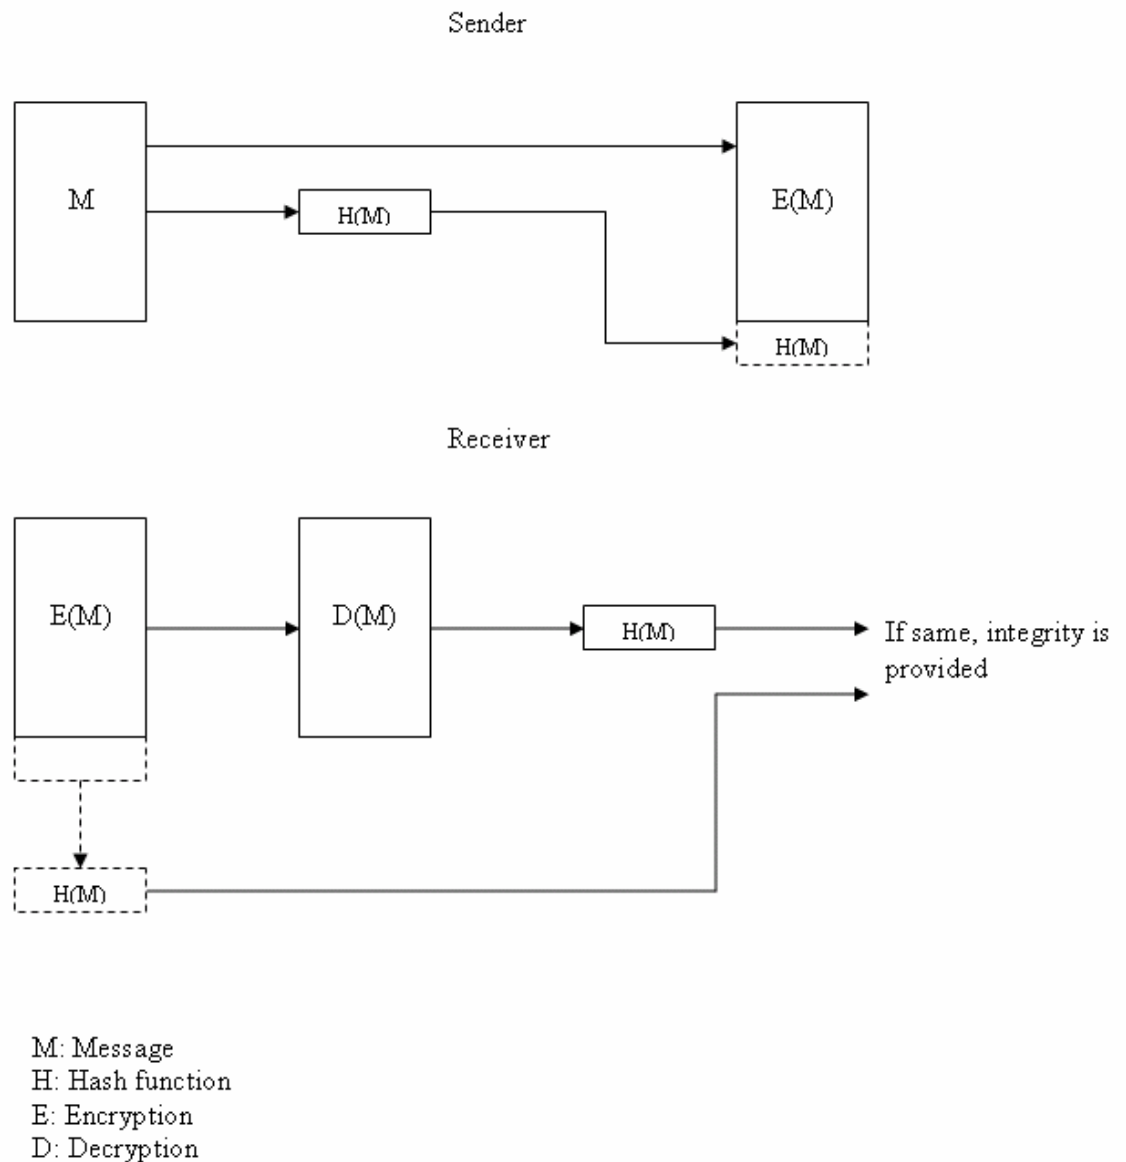 Sender
M
H(M)
E(M)
H(M)
Receiver
E(M)
D(M)
H(M)
If same, integrity is
provided
H(M)
M: Message
H: Hash function
E: Encryption
D: Decryption